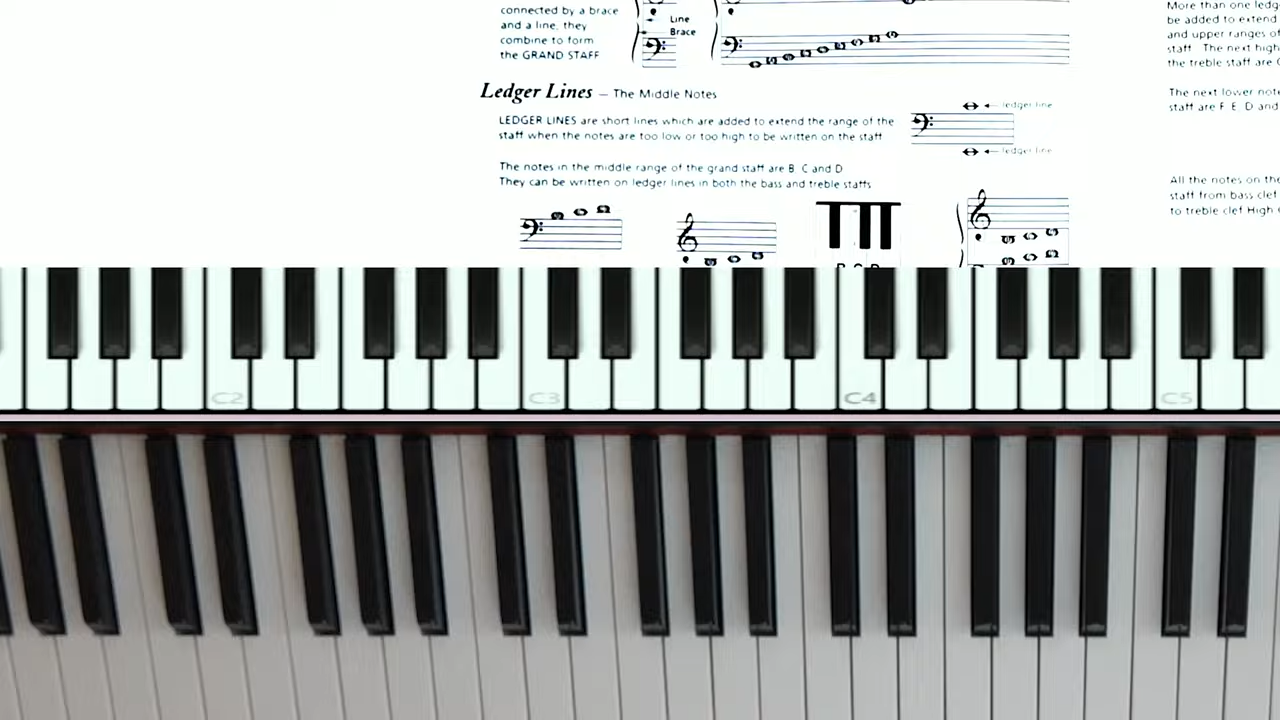 connected by a brace
and a line, they
combine to form
the GRAND STAFF
Line
Brace
Ledger Lines – The Middle Notes
LEDGER LINES are short lines which are added to extend the range of the
staff when the notes are too low or too high to be written on the staff
ledger line
ledger line
The notes in the middle range of the grand staff are B C and D
They can be written on ledger lines in both the bass and treble staffs
More than one
be added to extend
and upper ranges of
staff The next
the treble staff are
The next lower
staff are F E D and
All the notes on the
staff from bass clef
to treble clef High
C2
C3
C4
C5